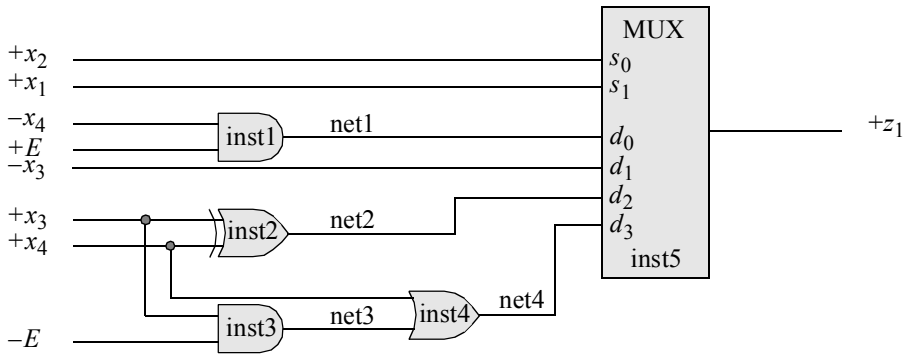 MUX
+x₂
s₀
+x₁
s₁
−x₄
net1
inst1
d₀
+z₁
+E
−x₃
d₁
+x₃
d₂
net2
inst2
+x₄
d₃
inst5
net4
inst3
net3
inst4
−E